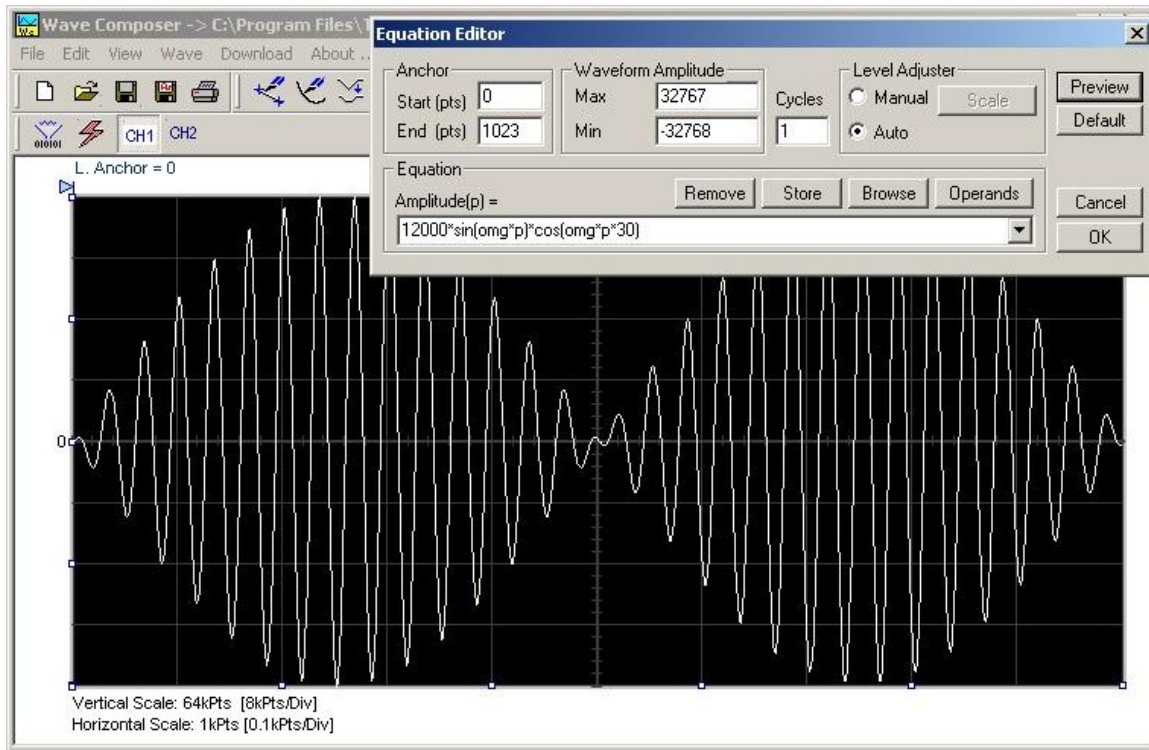 Wave Composer -> C:\Program Files\T
File Edit View Wave Download About ..
010101 CH1 CH2
L. Anchor = 0
0
Equation Editor
Anchor
Start (pts) 0
End (pts) 1023
Waveform Amplitude
Max 32767
Min -32768
Cycles
1
Level Adjuster
Manual Scale
Auto
Preview
Default
Equation
Amplitude(p) =
Remove Store Browse Operands
12000*sin(omg*p)*cos(omg*p*30)
Cancel
OK
Vertical Scale: 64kPts [8kPts/Div]
Horizontal Scale: 1kPts [0.1kPts/Div]